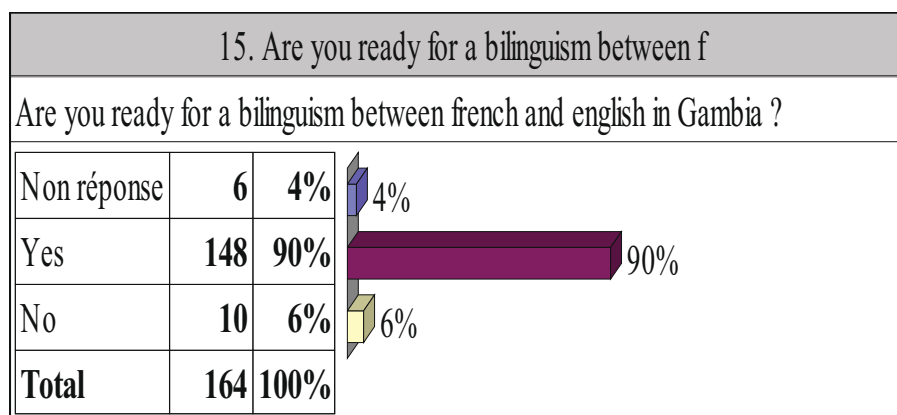 15. Are you ready for a bilinguism between f
Are you ready for a bilinguism between french and english in Gambia ?
Non réponse 6 4% 4%
Yes 148 90% 90%
No 10 6% 6%
Total 164 100%